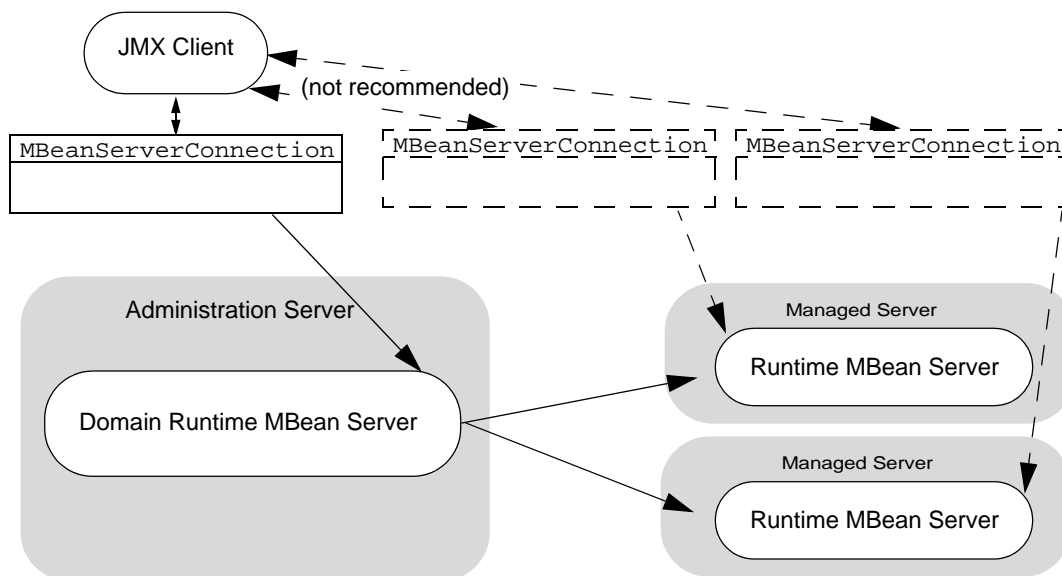 JMX Client
(not recommended)
MBeanServerConnection
MBeanServerConnection
MBeanServerConnection
Administration Server
Managed Server
Domain Runtime MBean Server
Runtime MBean Server
Managed Server
Runtime MBean Server